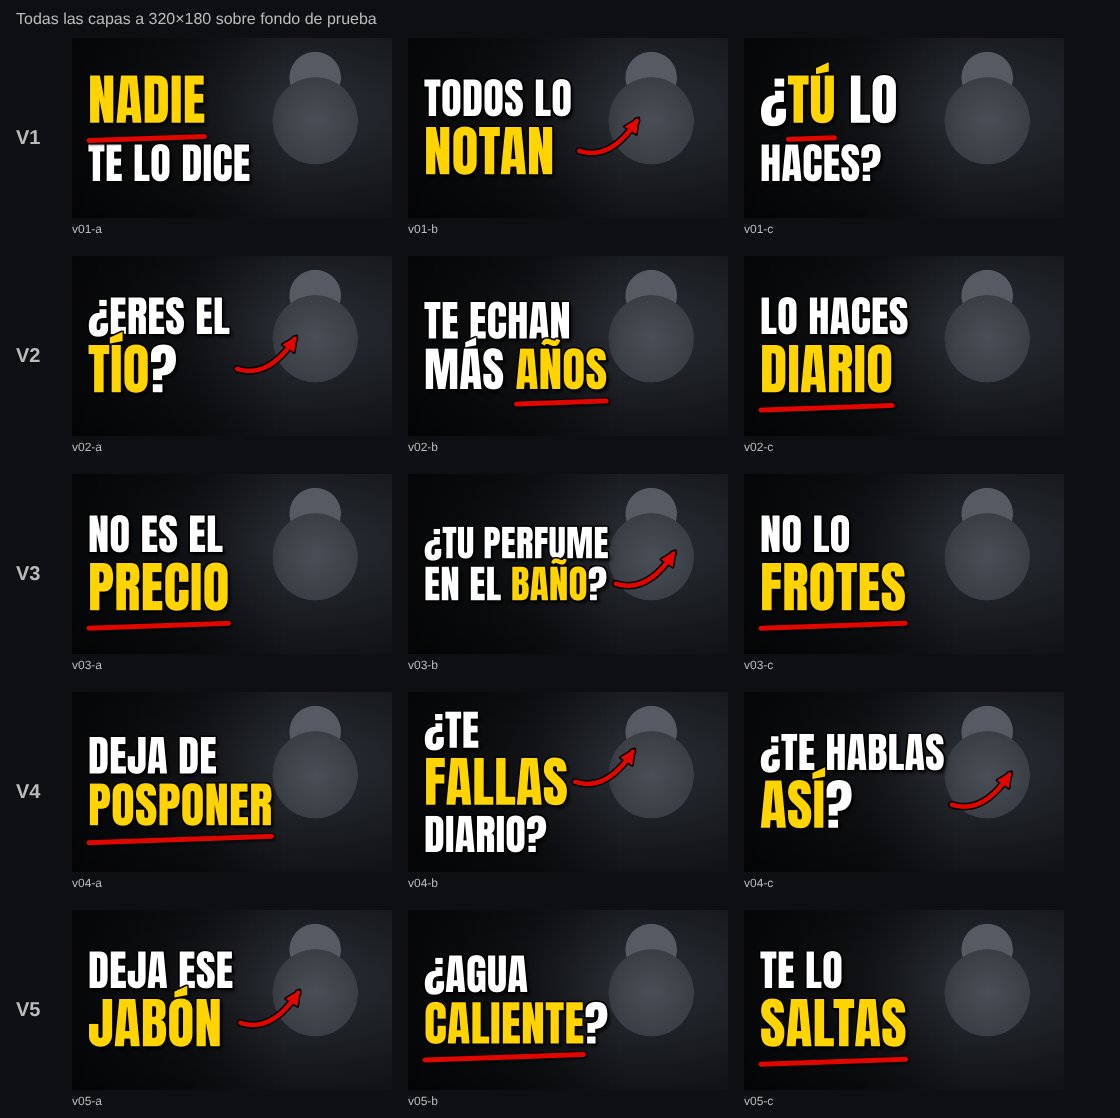 Todas las capas a 320×180 sobre fondo de prueba
V1
NADIE
TE LO DICE
v01-a
TODOS LO
NOTAN
v01-b
¿TÚ LO
HACES?
v01-c
V2
¿ERES EL
TÍO?
v02-a
TE ECHAN
MÁS AÑOS
v02-b
LO HACES
DIARIO
v02-c
V3
NO ES EL
PRECIO
v03-a
¿TU PERFUME
EN EL BAÑO?
v03-b
NO LO
FROTES
v03-c
V4
DEJA DE
POSPONER
v04-a
¿TE
FALLAS
DIARIO?
v04-b
¿TE HABLAS
ASÍ?
v04-c
V5
DEJA ESE
JABÓN
v05-a
¿AGUA
CALIENTE?
v05-b
TE LO
SALTAS
v05-c